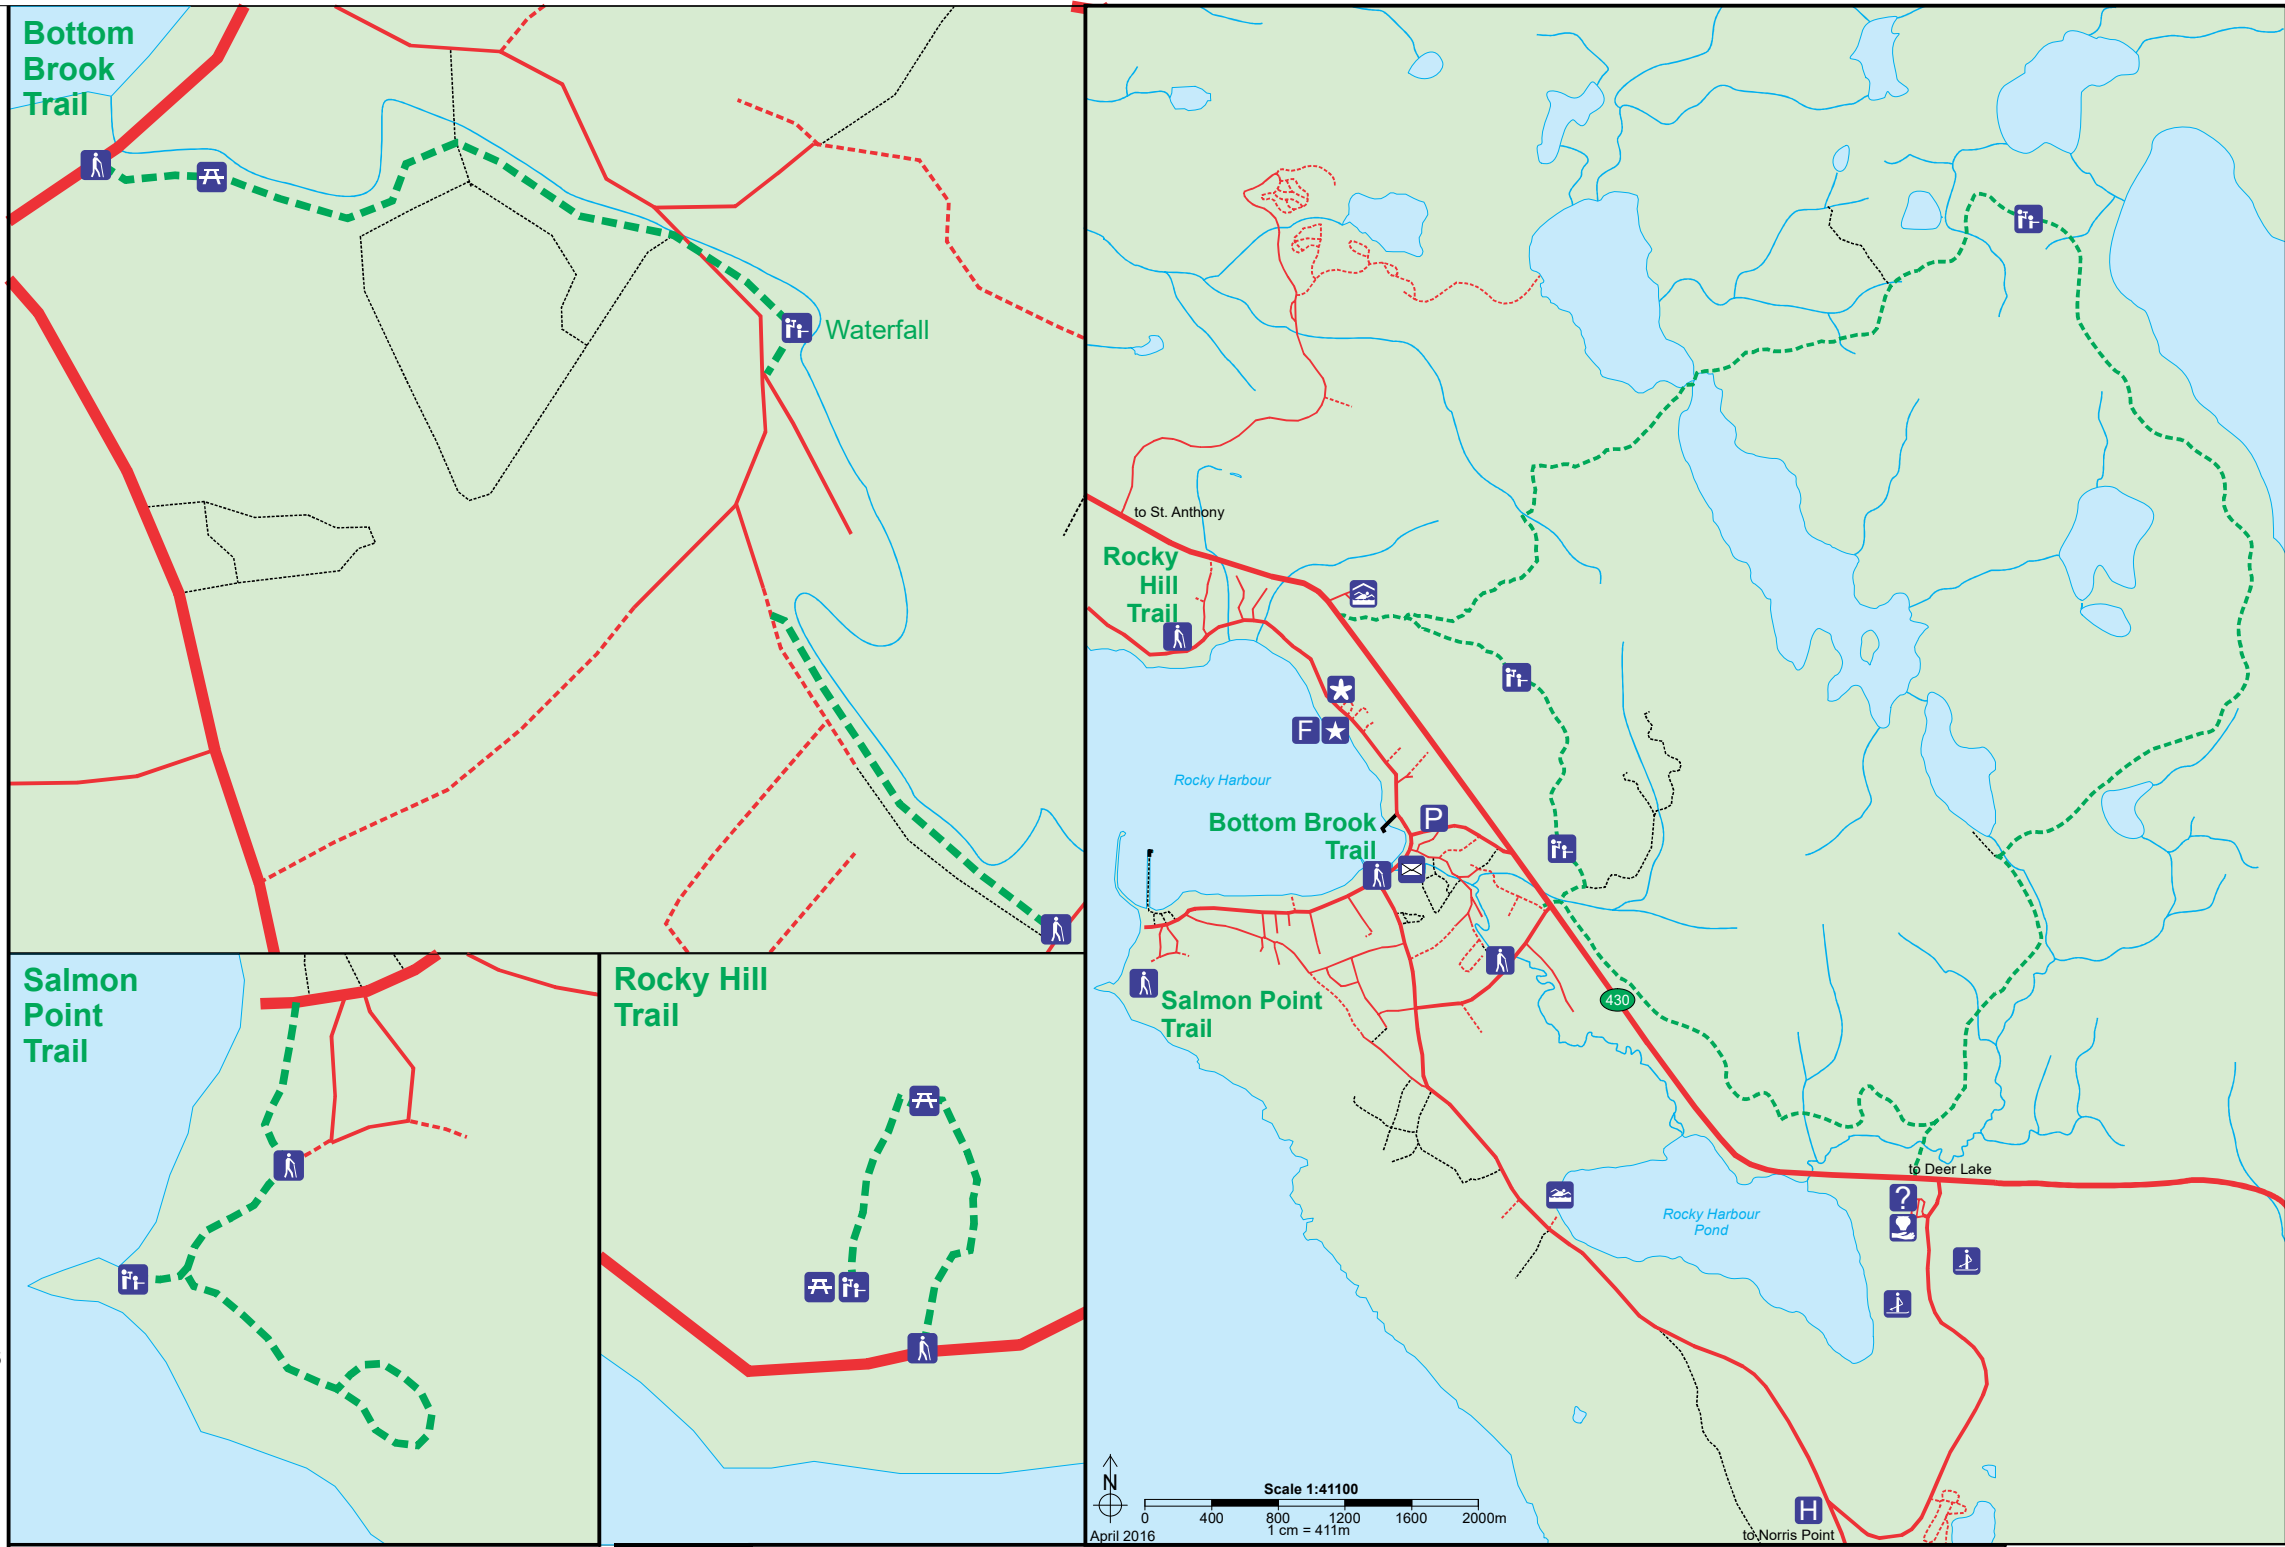 Bottom
Brook
Trail
Waterfall
Salmon
Point
Trail
Rocky Hill
Trail
to St. Anthony
Rocky
Hill
Trail
F
Rocky Harbour
Bottom Brook
Trail
P
Salmon Point
Trail
430
to Deer Lake
?
Rocky Harbour
Pond
H
to Norris Point
N
April 2016
Scale 1:41100
0 400 800 1200 1600 2000m
1 cm = 411m